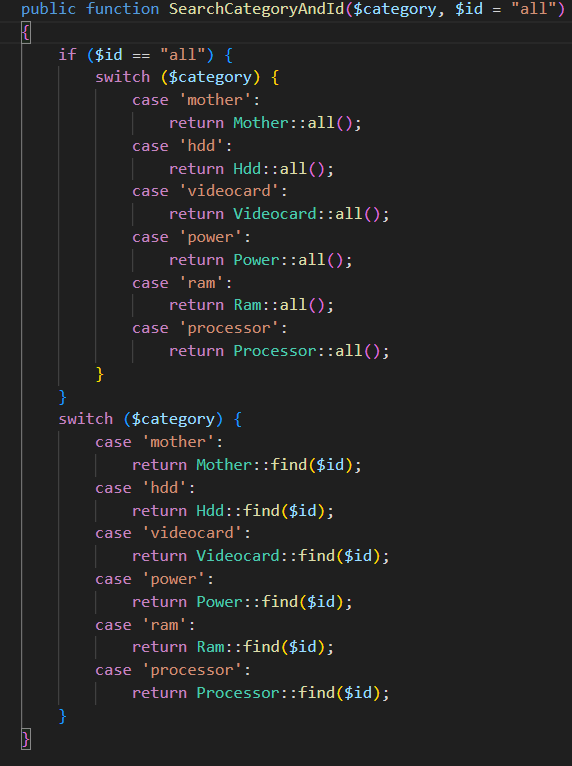 public function SearchCategoryAndId($category, $id = "all")
{
    if ($id == "all") {
        switch ($category) {
            case 'mother':
                return Mother::all();
            case 'hdd':
                return Hdd::all();
            case 'videocard':
                return Videocard::all();
            case 'power':
                return Power::all();
            case 'ram':
                return Ram::all();
            case 'processor':
                return Processor::all();
        }
    }
    switch ($category) {
        case 'mother':
            return Mother::find($id);
        case 'hdd':
            return Hdd::find($id);
        case 'videocard':
            return Videocard::find($id);
        case 'power':
            return Power::find($id);
        case 'ram':
            return Ram::find($id);
        case 'processor':
            return Processor::find($id);
    }
}